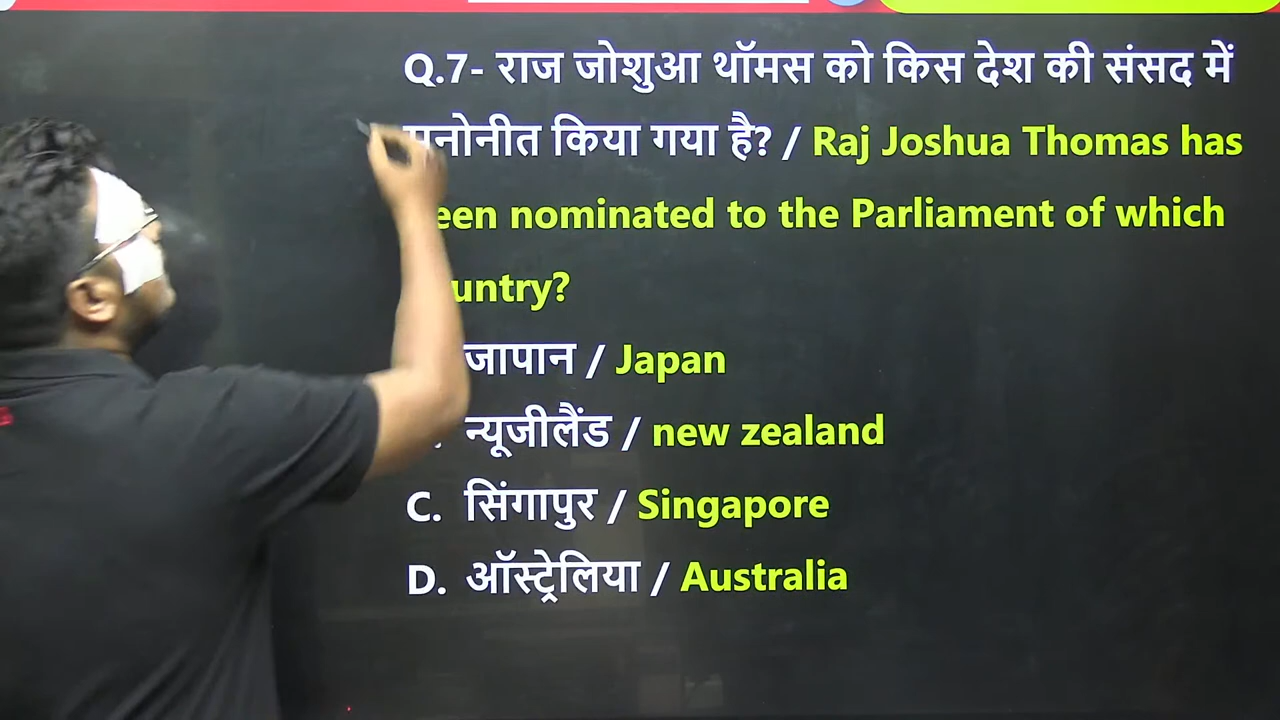 Q.7- राज जोशुआ थॉमस को किस देश की संसद में
मनोनीत किया गया है? / Raj Joshua Thomas has
een nominated to the Parliament of which
untry?
जापान / Japan
न्यूजीलैंड / new zealand
C. सिंगापुर / Singapore
D. ऑस्ट्रेलिया / Australia